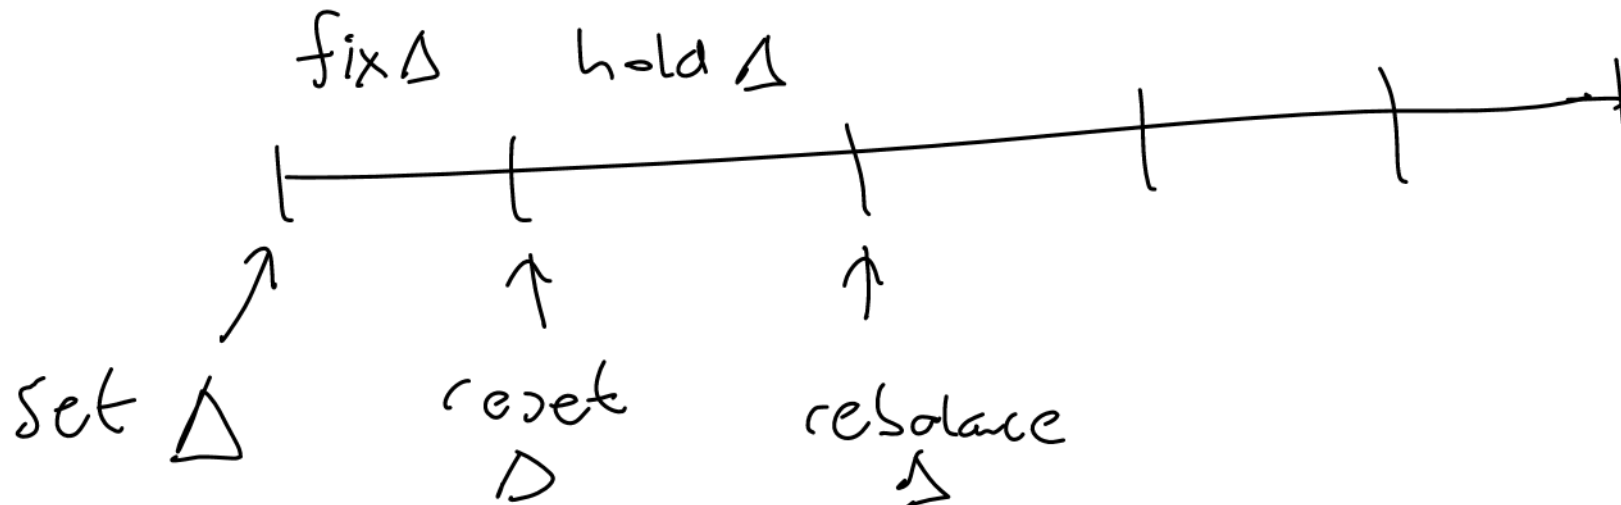 fix Δ hold Δ
set Δ reset Δ rebalance Δ